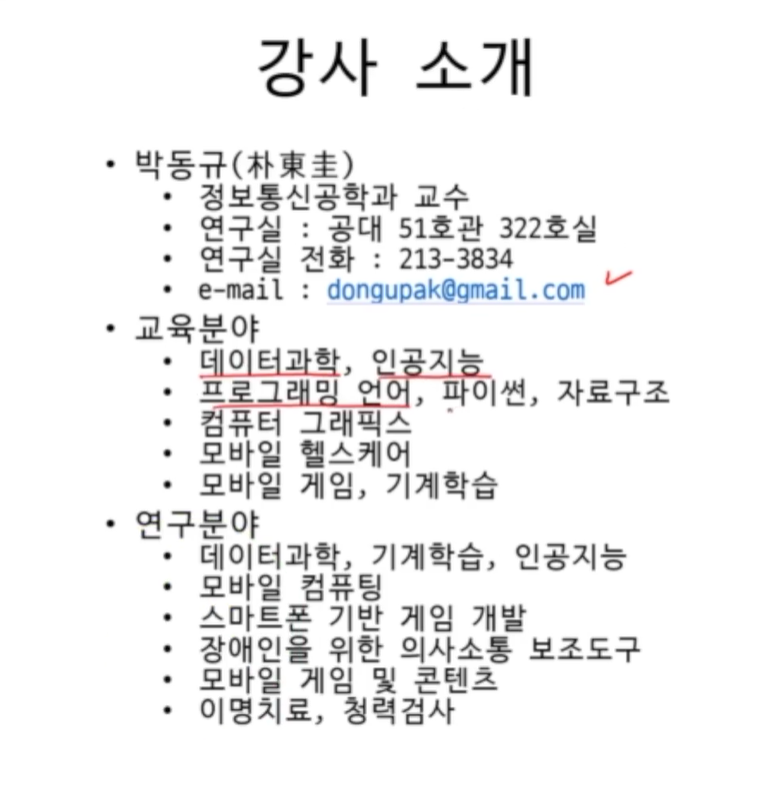 강사 소개
• 박동규(朴東圭)
• 정보통신공학과 교수
• 연구실 : 공대 51호관 322호실
• 연구실 전화 : 213-3834
• e-mail : dongupak@gmail.com
• 교육분야
• 데이터과학, 인공지능
• 프로그래밍 언어, 파이썬, 자료구조
• 컴퓨터 그래픽스
• 모바일 헬스케어
• 모바일 게임, 기계학습
• 연구분야
• 데이터과학, 기계학습, 인공지능
• 모바일 컴퓨팅
• 스마트폰 기반 게임 개발
• 장애인을 위한 의사소통 보조도구
• 모바일 게임 및 콘텐츠
• 이명치료, 청력검사